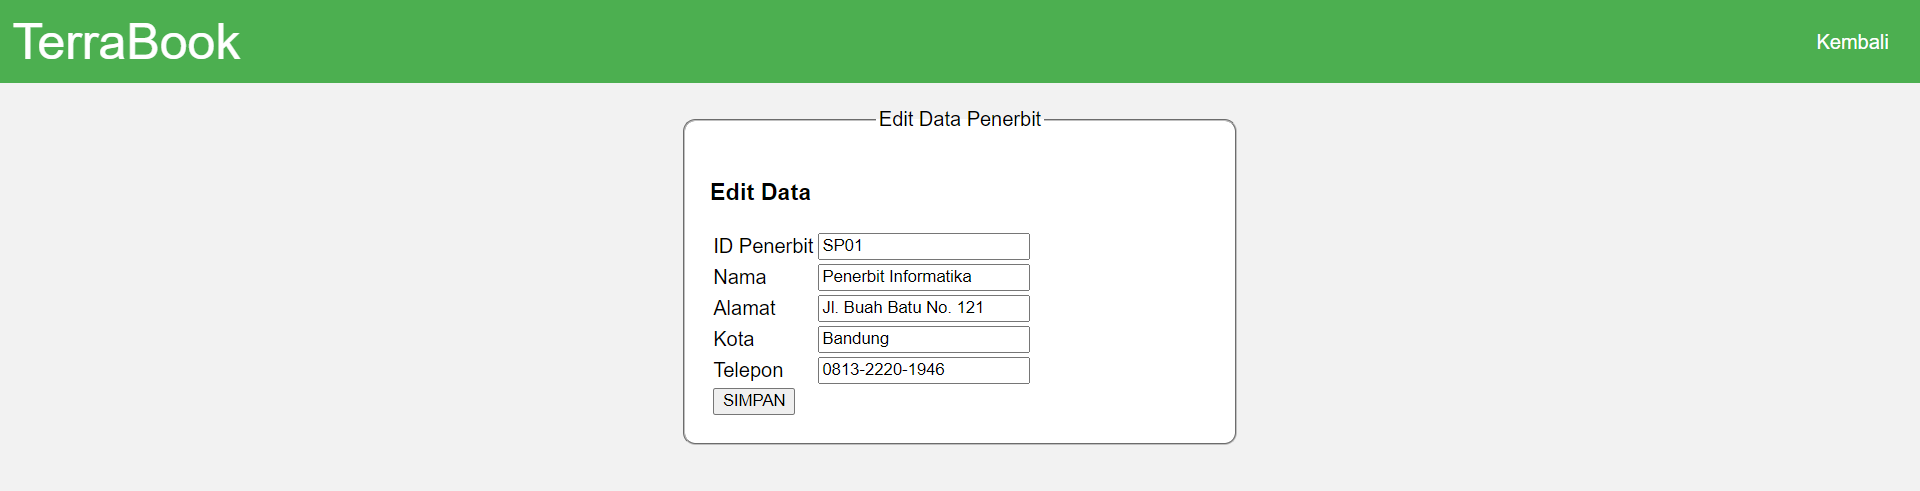 TerraBook
Kembali
Edit Data Penerbit
Edit Data
ID Penerbit SP01
Nama Penerbit Informatika
Alamat Jl. Buah Batu No. 121
Kota Bandung
Telepon 0813-2220-1946
SIMPAN